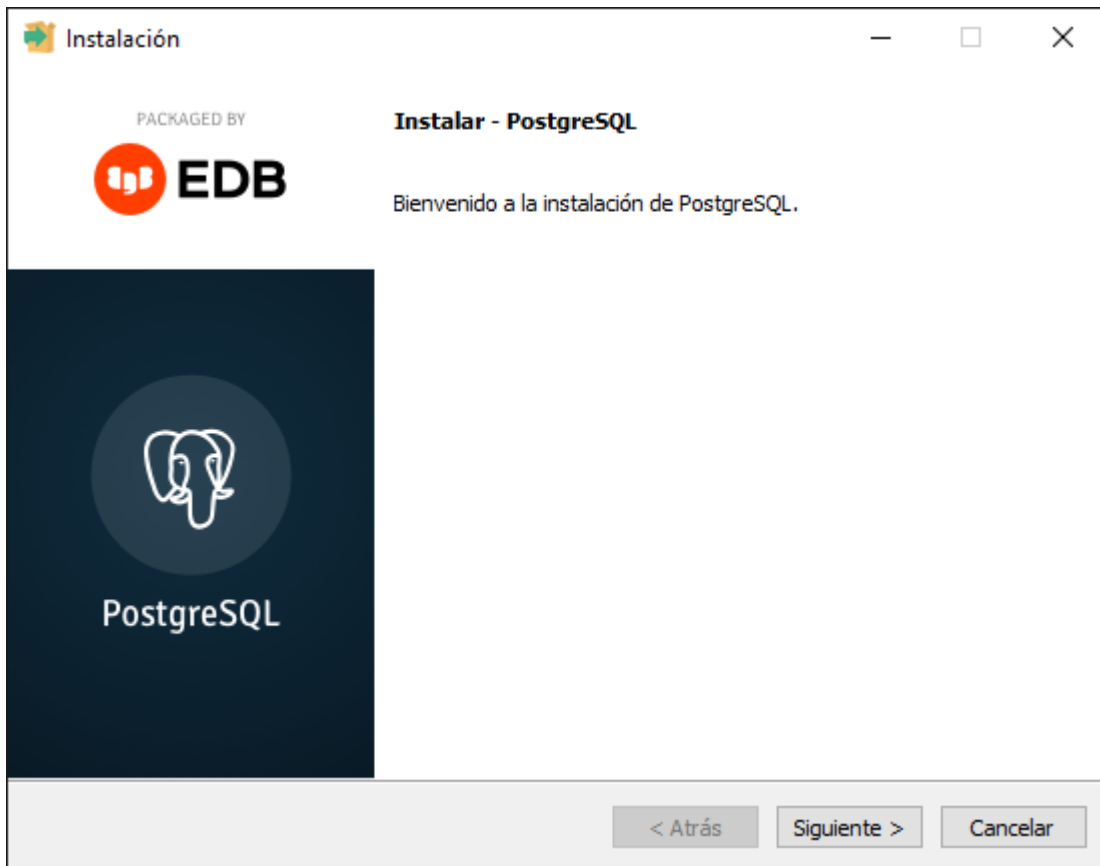 Instalación
PACKAGED BY
EDB
Instalar - PostgreSQL
Bienvenido a la instalación de PostgreSQL.
PostgreSQL
< Atrás
Siguiente >
Cancelar